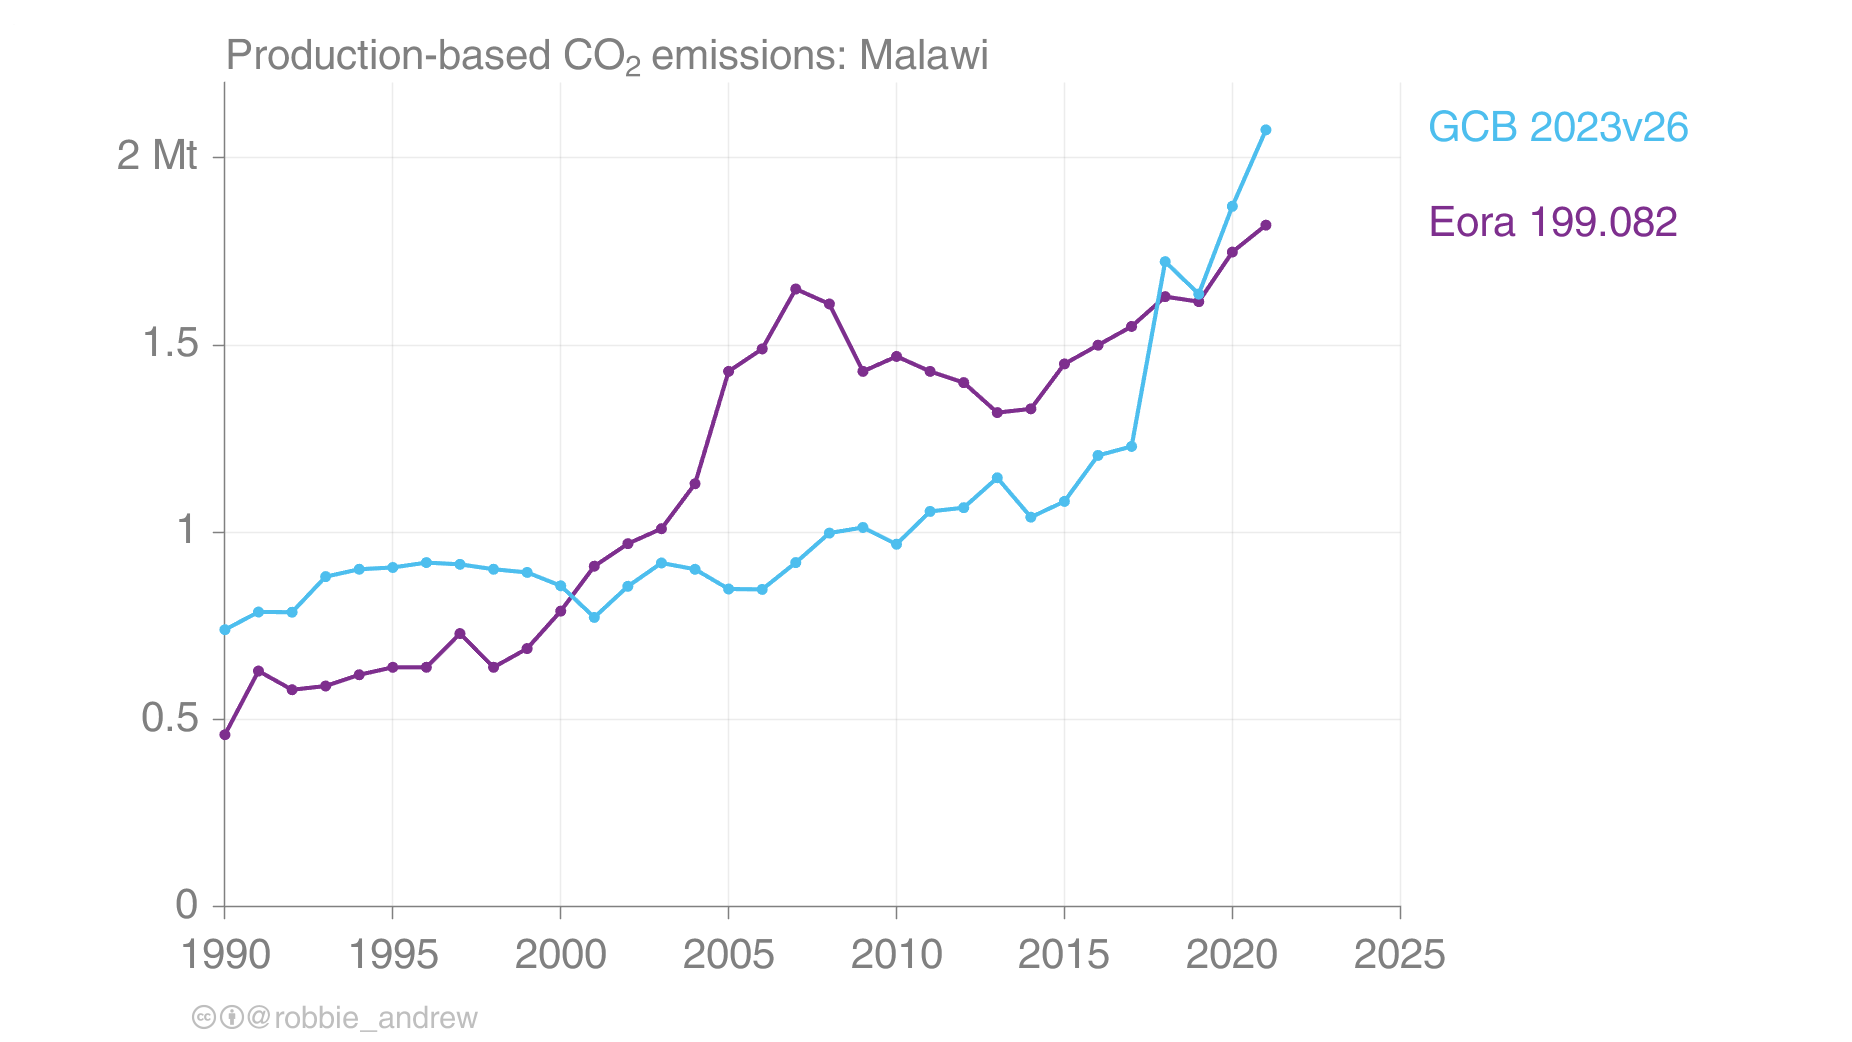 Production-based CO₂ emissions: Malawi
GCB 2023v26
2 Mt
Eora 199.082
1.5
1
0.5
0
1990 1995 2000 2005 2010 2015 2020 2025
@robbie_andrew